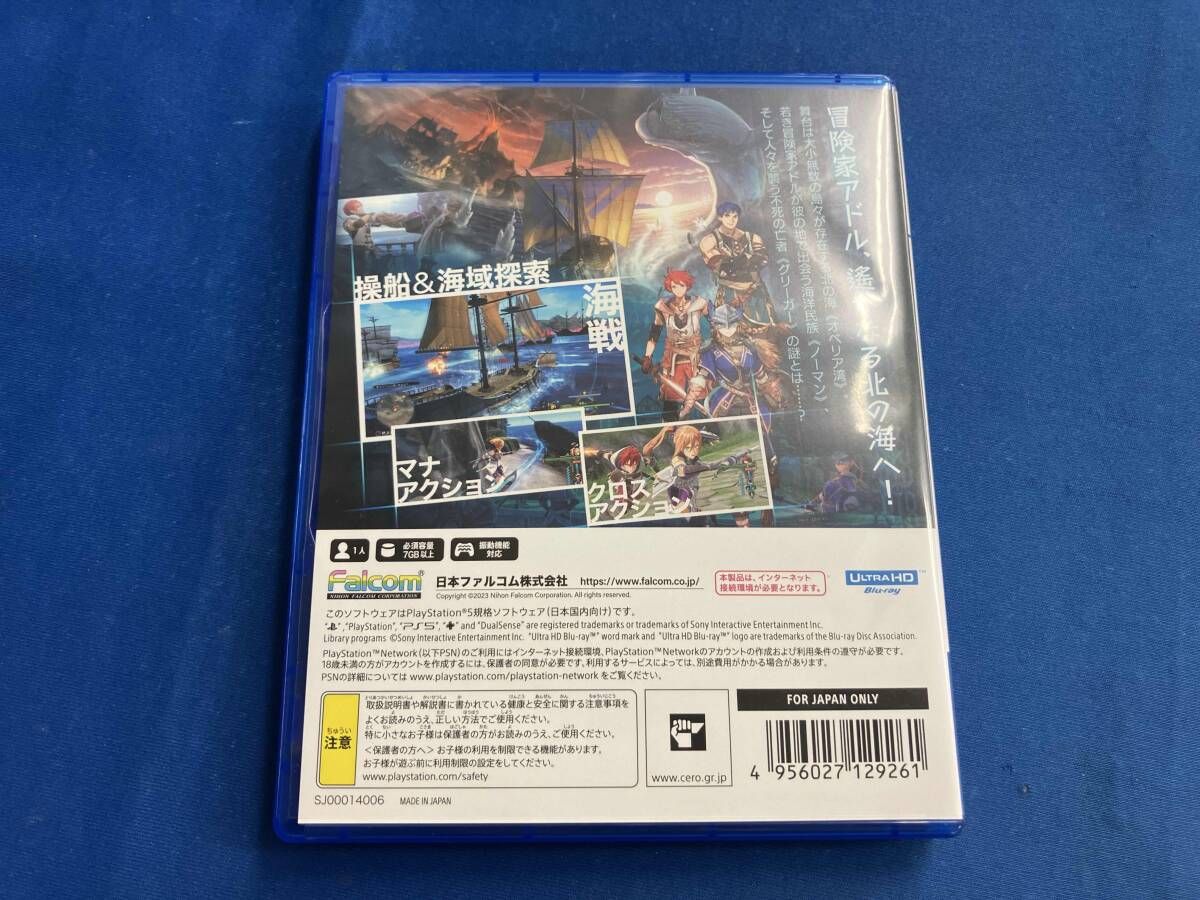 冒険家アドル、遙かなる北の海へ!
舞台は大小無数の島々が存在する北の海《オベリア湾》
若き冒険家アドルが彼の地で出会う海洋民族《ノーマン》、
そして人々を襲う不死の亡者《グリーガー》の謎とは……?
操船&海域探索
海戦
マナ
アクション
クロス
アクション
1人
必須容量
7GB以上
振動機能
対応
Falcom®
NIHON FALCOM CORPORATION
日本ファルコム株式会社 https://www.falcom.co.jp/
Copyright ©2023 Nihon Falcom Corporation. All rights reserved.
本製品は、インターネット
接続環境が必要となります。
ULTRA HD™
Blu-ray
このソフトウェアはPlayStation®5規格ソフトウェア(日本国内向け)です。
"PlayStation", "PS5", and "DualSense" are registered trademarks or trademarks of Sony Interactive Entertainment Inc.
Library programs ©Sony Interactive Entertainment Inc. "Ultra HD Blu-ray™" word mark and "Ultra HD Blu-ray™" logo are trademarks of the Blu-ray Disc Association.
PlayStation™Network(以下PSN)のご利用にはインターネット接続環境、PlayStation™Networkのアカウントの作成および利用条件の遵守が必要です。
18歳未満の方がアカウントを作成するには、保護者の同意が必要です。利用するサービスによっては、別途費用がかかる場合があります。
PSNの詳細については www.playstation.com/playstation-network をご覧ください。
ちゅうい
注意
取扱説明書や解説書に書かれている健康と安全に関する注意事項を
よくお読みのうえ、正しい方法でご使用ください。
特に小さなお子様は保護者の方がお読みのうえ、ご使用ください。
<保護者の方へ> お子様の利用を制限できる機能があります。
お子様が遊ぶ前に利用制限の設定をしてください。
www.playstation.com/safety
www.cero.gr.jp
FOR JAPAN ONLY
4 956027 129261
SJ00014006 MADE IN JAPAN